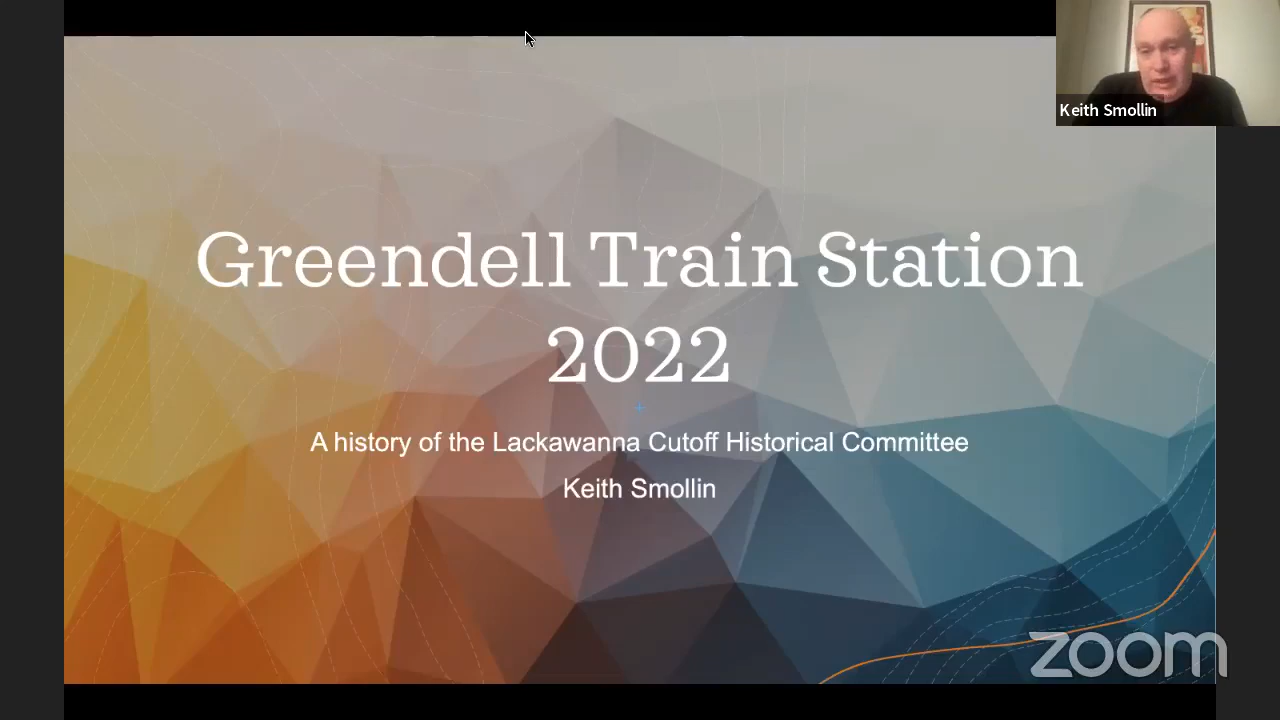 Keith Smollin
Greendell Train Station
2022
A history of the Lackawanna Cutoff Historical Committee
Keith Smollin
zoom